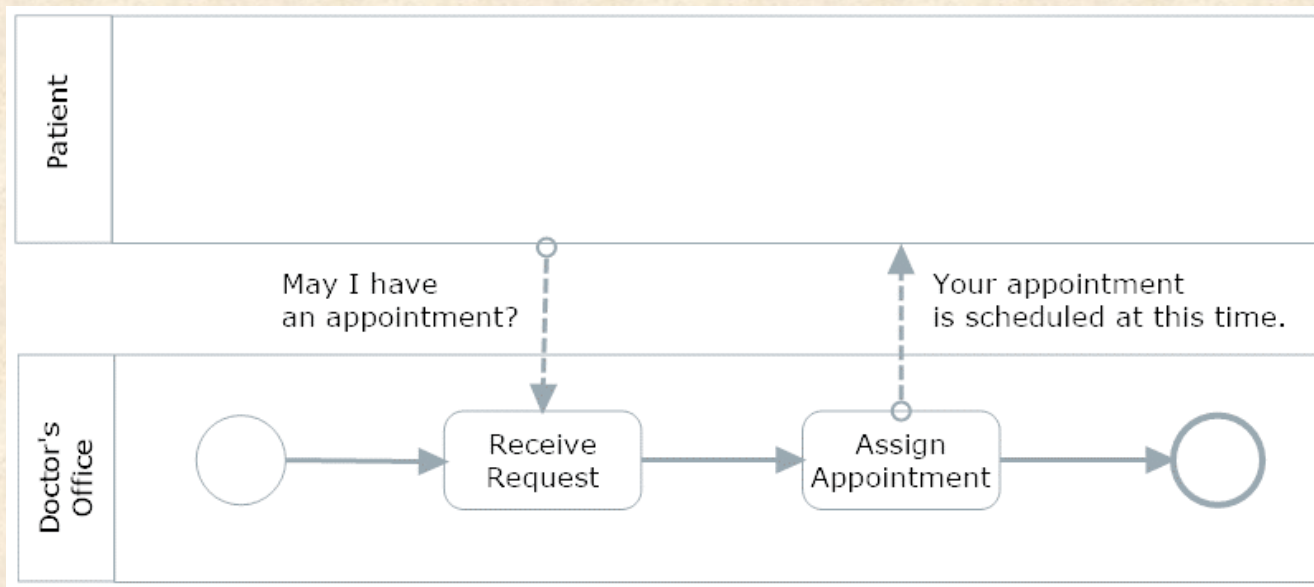 Patient
May I have
an appointment?
Your appointment
is scheduled at this time.
Doctor's
Office
Receive
Request
Assign
Appointment